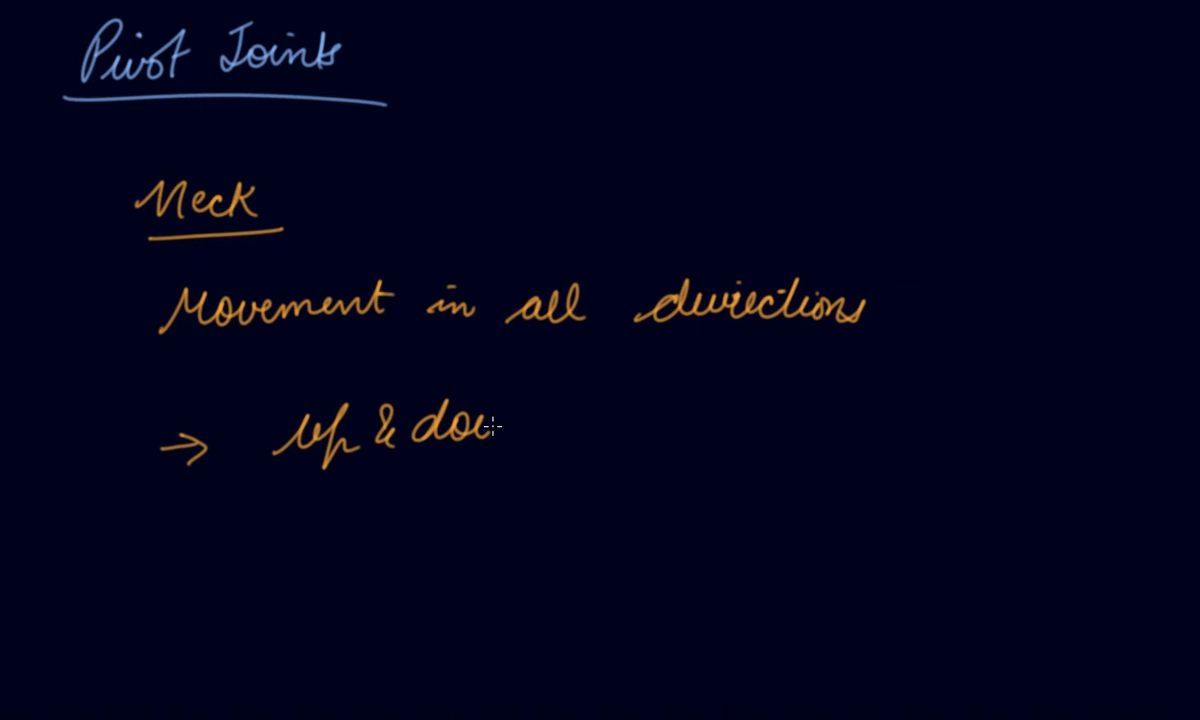 Pivot Joints
Neck
Movement in all directions
→ up & dow